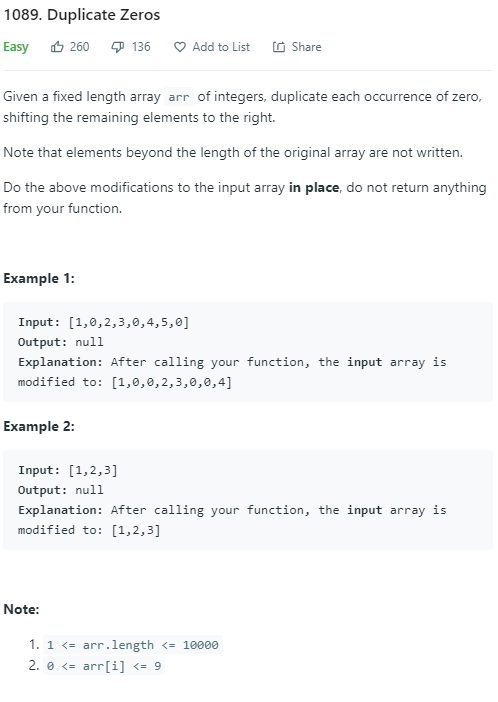 1089. Duplicate Zeros
Easy 260 136 Add to List Share
Given a fixed length array arr of integers, duplicate each occurrence of zero,
shifting the remaining elements to the right.
Note that elements beyond the length of the original array are not written.
Do the above modifications to the input array in place, do not return anything
from your function.
Example 1:
Input: [1,0,2,3,0,4,5,0]
Output: null
Explanation: After calling your function, the input array is
modified to: [1,0,0,2,3,0,0,4]
Example 2:
Input: [1,2,3]
Output: null
Explanation: After calling your function, the input array is
modified to: [1,2,3]
Note:
1. 1 <= arr.length <= 10000
2. 0 <= arr[i] <= 9